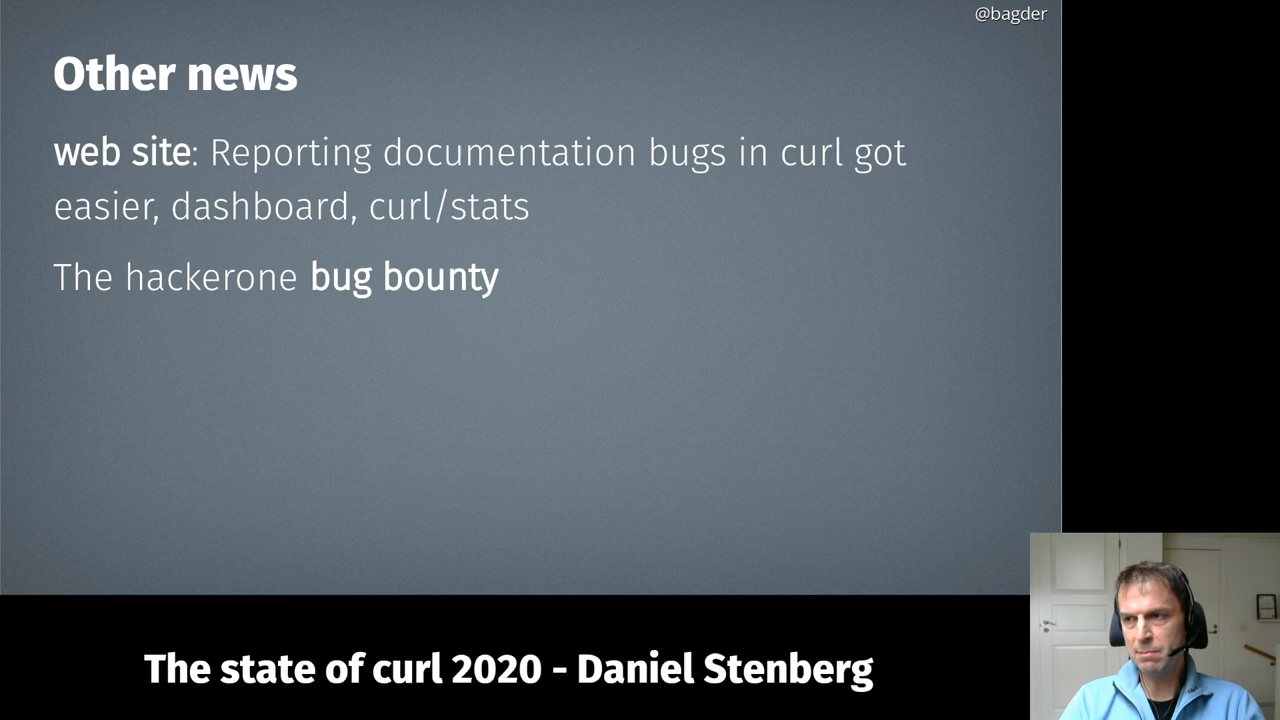 @bagder
Other news
web site: Reporting documentation bugs in curl got
easier, dashboard, curl/stats
The hackerone bug bounty
The state of curl 2020 - Daniel Stenberg